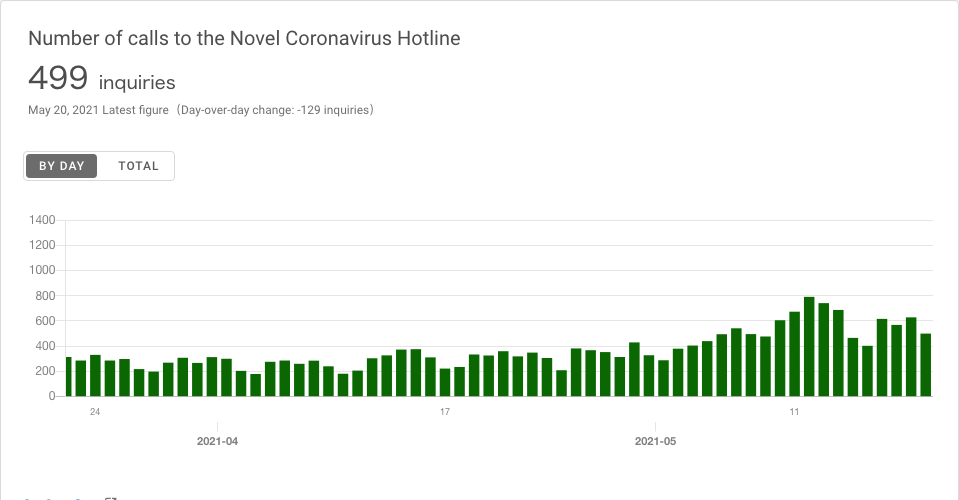 Number of calls to the Novel Coronavirus Hotline
499 inquiries
May 20, 2021 Latest figure（Day-over-day change: -129 inquiries）
BY DAY TOTAL
1400
1200
1000
800
600
400
200
0
24 17 11
2021-04 2021-05